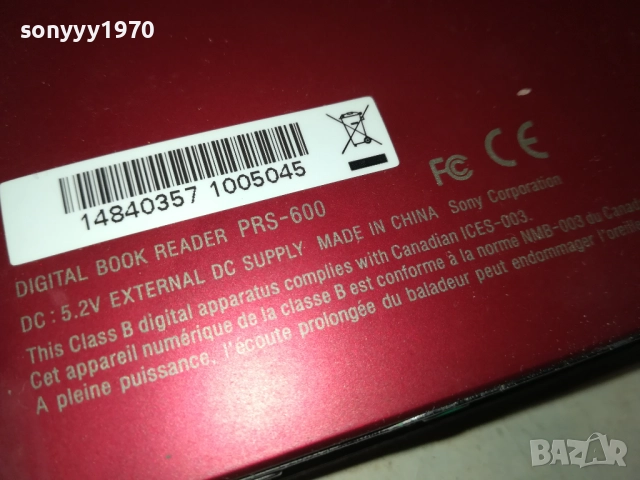 sonyyy1970
14840357 1005045
FC CE
DIGITAL BOOK READER PRS-600
DC : 5.2V EXTERNAL DC SUPPLY MADE IN CHINA Sony Corporation
This Class B digital apparatus complies with Canadian ICES-003.
Cet appareil numérique de la classe B est conforme à la norme NMB-003 du Canada
A pleine puissance, l'écoute prolongée du baladeur peut endommager l'oreille
BAZAR
bg